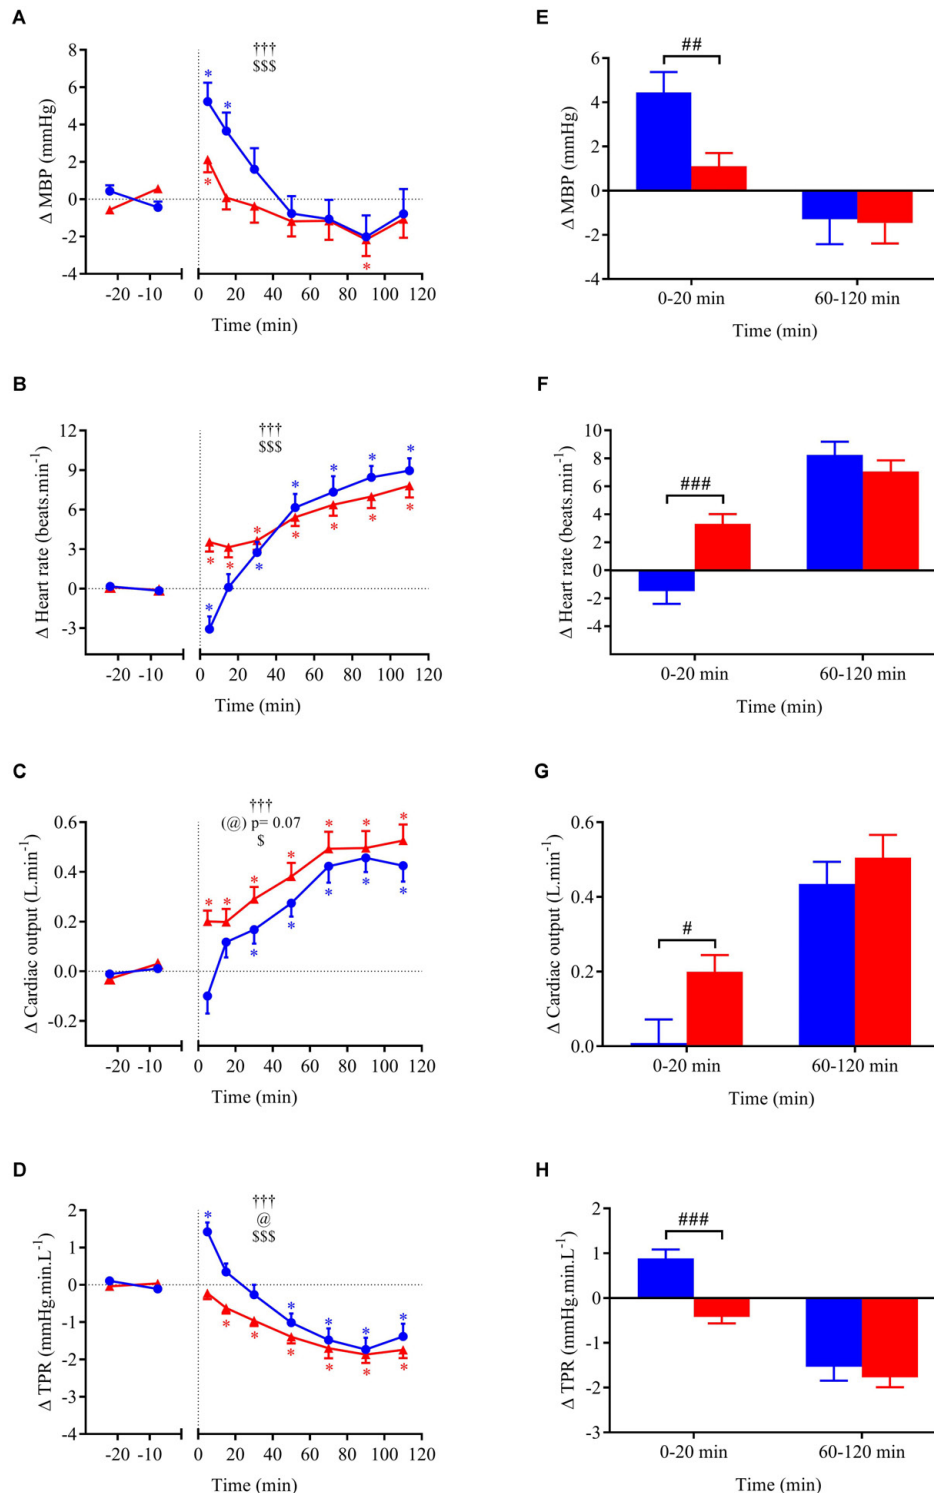 A
Δ MBP (mmHg)
8
6
4
2
0
-2
-4
†††
$$$
*
*
*
*
-20 -10 0 20 40 60 80 100 120
Time (min)
E
Δ MBP (mmHg)
6
4
2
0
-2
-4
##
0-20 min 60-120 min
Time (min)
B
Δ Heart rate (beats.min⁻¹)
12
9
6
3
0
-3
†††
$$$
* * * * *
* * * * * * *
* *
-20 -10 0 20 40 60 80 100 120
Time (min)
F
Δ Heart rate (beats.min⁻¹)
10
8
6
4
2
0
-2
-4
###
0-20 min 60-120 min
Time (min)
C
Δ Cardiac output (L.min⁻¹)
0.6
0.4
0.2
0.0
-0.2
†††
(@) p= 0.07
$
* * * * * * *
* * * * *
-20 -10 0 20 40 60 80 100 120
Time (min)
G
Δ Cardiac output (L.min⁻¹)
0.6
0.4
0.2
0.0
#
0-20 min 60-120 min
Time (min)
D
Δ TPR (mmHg.min.L⁻¹)
2
1
0
-1
-2
-3
-4
†††
@
$$$
*
* * * *
* * * * * *
-20 -10 0 20 40 60 80 100 120
Time (min)
H
Δ TPR (mmHg.min.L⁻¹)
2
1
0
-1
-2
-3
###
0-20 min 60-120 min
Time (min)